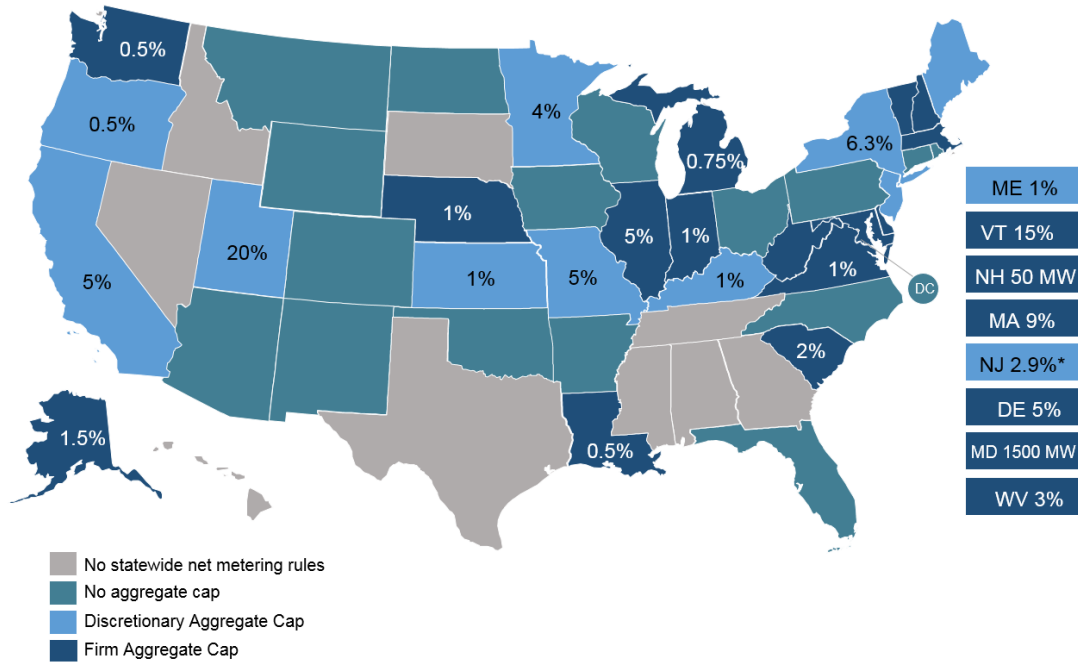 0.5%
0.5%
4%
6.3%
0.75%
ME 1%
VT 15%
1%
5%
1%
20%
5%
1%
5%
1%
1%
NH 50 MW
DC
MA 9%
2%
NJ 2.9%*
DE 5%
1.5%
0.5%
MD 1500 MW
WV 3%
No statewide net metering rules
No aggregate cap
Discretionary Aggregate Cap
Firm Aggregate Cap